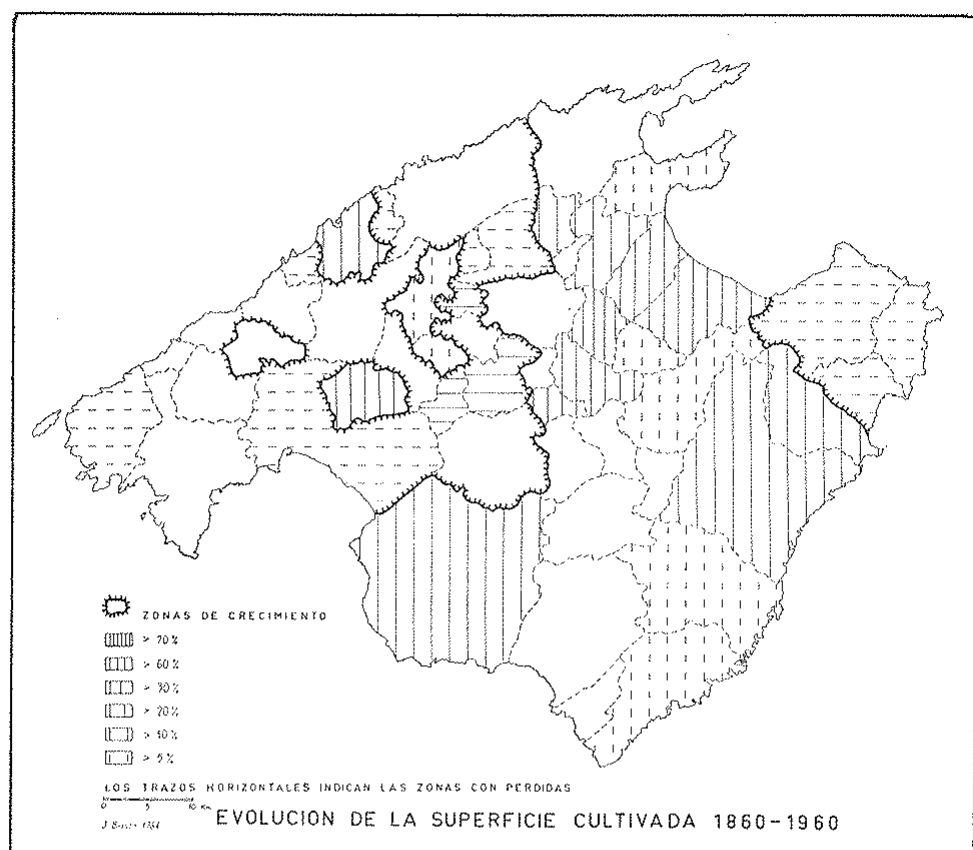 ZONAS DE CRECIMIENTO
> 70%
> 60%
> 30%
> 20%
> 10%
> 5%
LOS TRAZOS HORIZONTALES INDICAN LAS ZONAS CON PERDIDAS
0 5 10 Km
EVOLUCION DE LA SUPERFICIE CULTIVADA 1860-1960